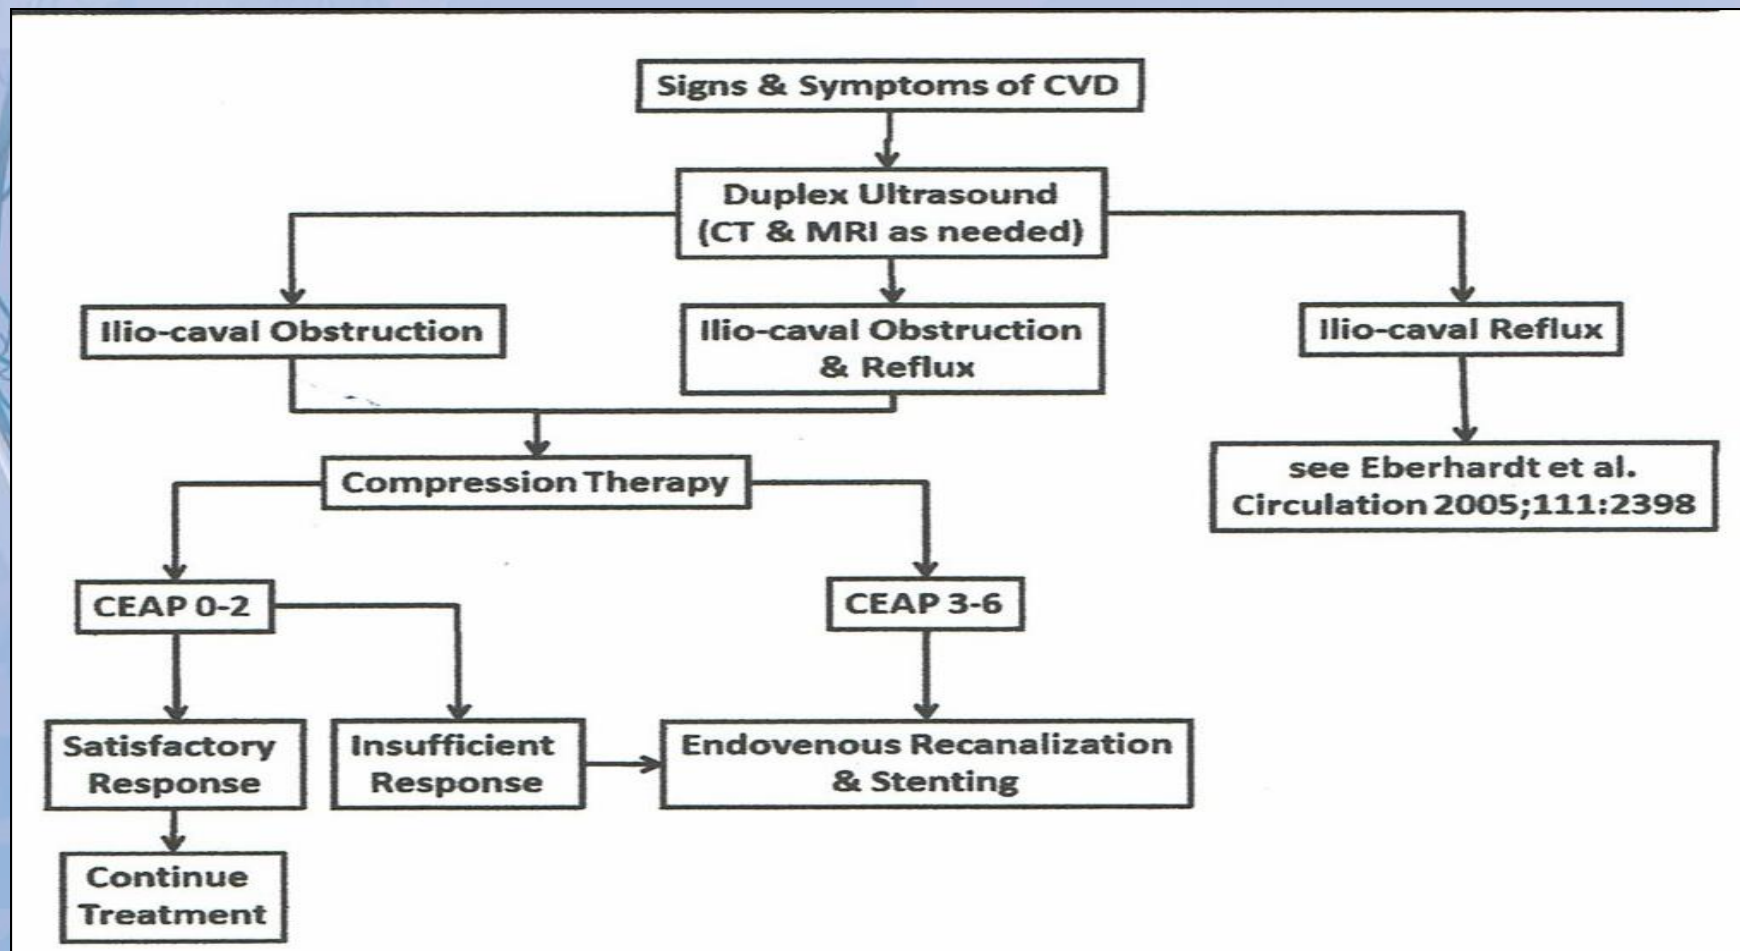 Signs & Symptoms of CVD
Duplex Ultrasound
(CT & MRI as needed)
Ilio-caval Obstruction
Ilio-caval Obstruction
& Reflux
Ilio-caval Reflux
Compression Therapy
see Eberhardt et al.
Circulation 2005;111:2398
CEAP 0-2
CEAP 3-6
Satisfactory
Response
Insufficient
Response
Endovenous Recanalization
& Stenting
Continue
Treatment